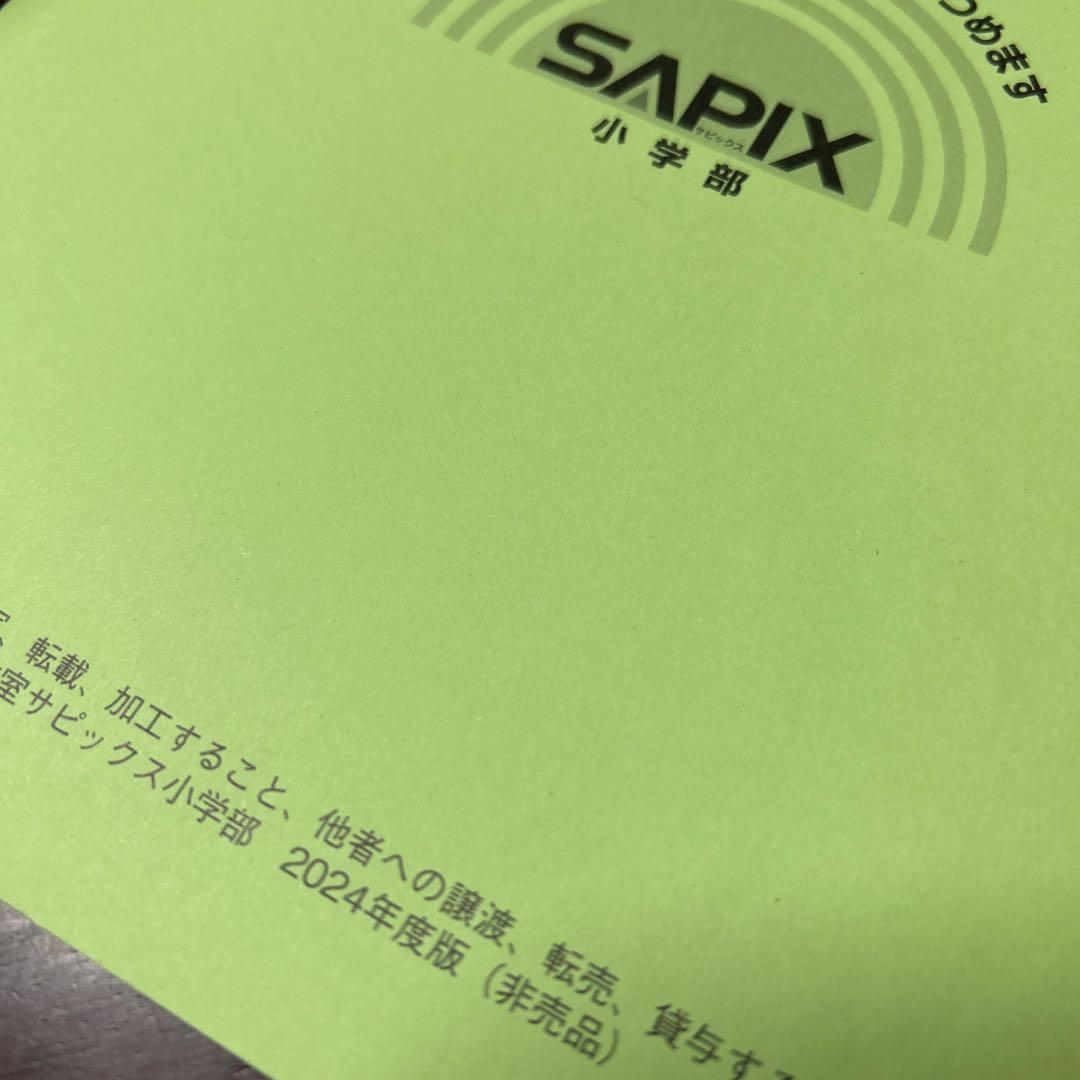 つめます
SAPIX
サピックス
小学部
、転載、加工すること、他者への譲渡、転売、貸与す
室サピックス小学部 2024年度版（非売品）